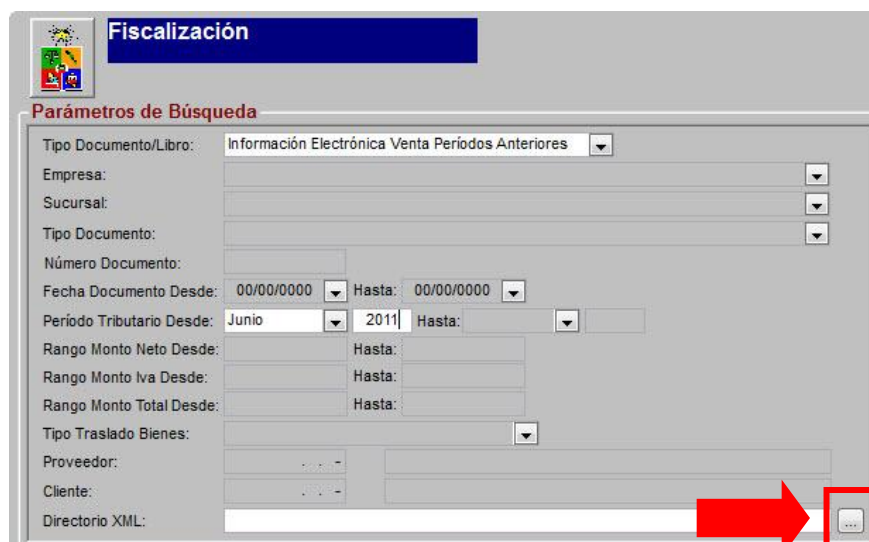 Fiscalización
Parámetros de Búsqueda
Tipo Documento/Libro: Información Electrónica Venta Períodos Anteriores
Empresa:
Sucursal:
Tipo Documento:
Número Documento:
Fecha Documento Desde: 00/00/0000 Hasta: 00/00/0000
Período Tributario Desde: Junio 2011 Hasta:
Rango Monto Neto Desde: Hasta:
Rango Monto Iva Desde: Hasta:
Rango Monto Total Desde: Hasta:
Tipo Traslado Bienes:
Proveedor: . . -
Cliente: . . -
Directorio XML: ...